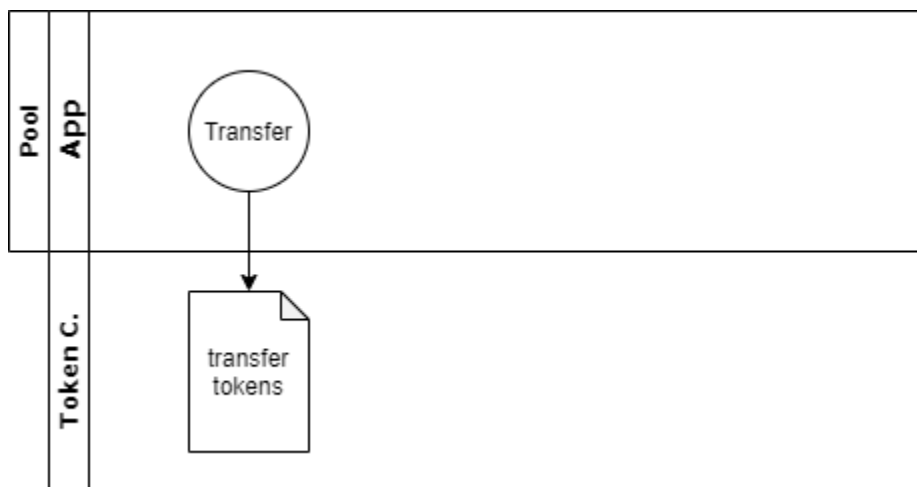 Pool
App
Transfer
Token C.
transfer
tokens